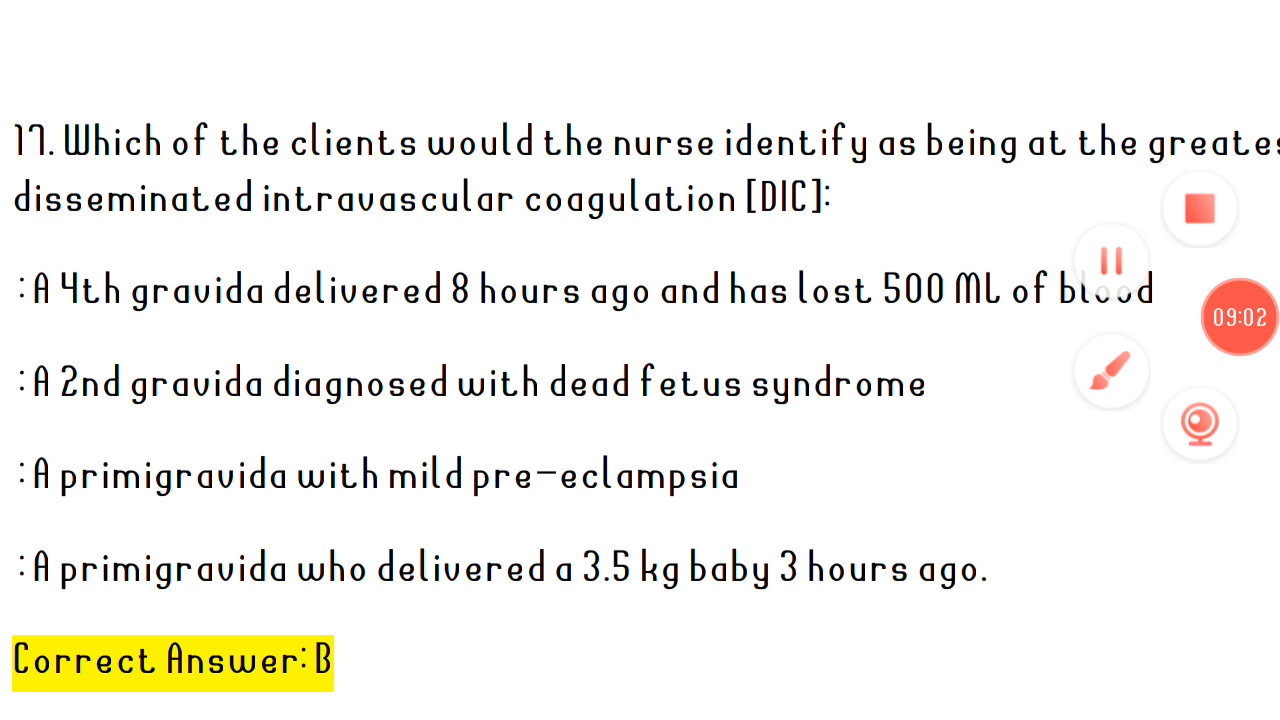 17. Which of the clients would the nurse identify as being at the greates
disseminated intravascular coagulation [DIC]:
:A 4th gravida delivered 8 hours ago and has lost 500 ML of blood
:A 2nd gravida diagnosed with dead fetus syndrome
:A primigravida with mild pre-eclampsia
:A primigravida who delivered a 3.5 kg baby 3 hours ago.
Correct Answer: B
09:02